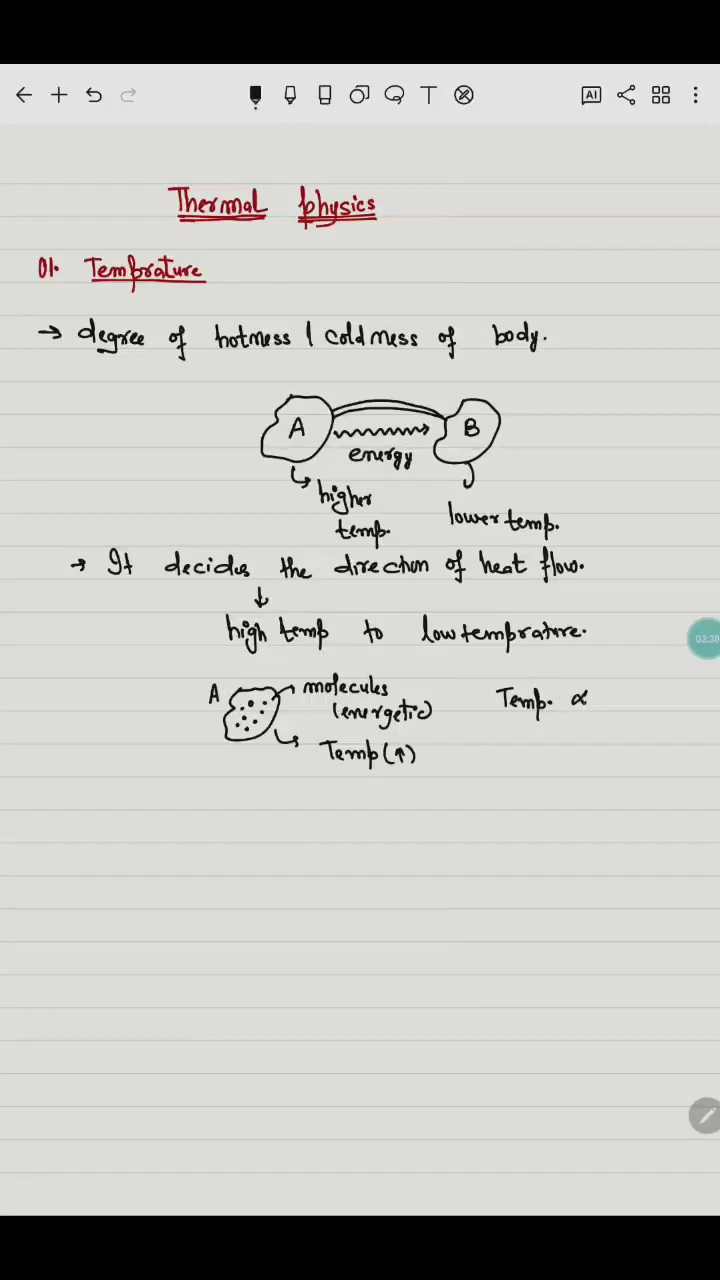 AI
Thermal physics
01. Temprature
→ degree of hotness | coldness of body.
A B
energy
higher temp.
lower temp.
→ It decides the direction of heat flow.
↓
high temp to low temprature.
A molecules (energetic)
Temp (↑)
Temp. ∝